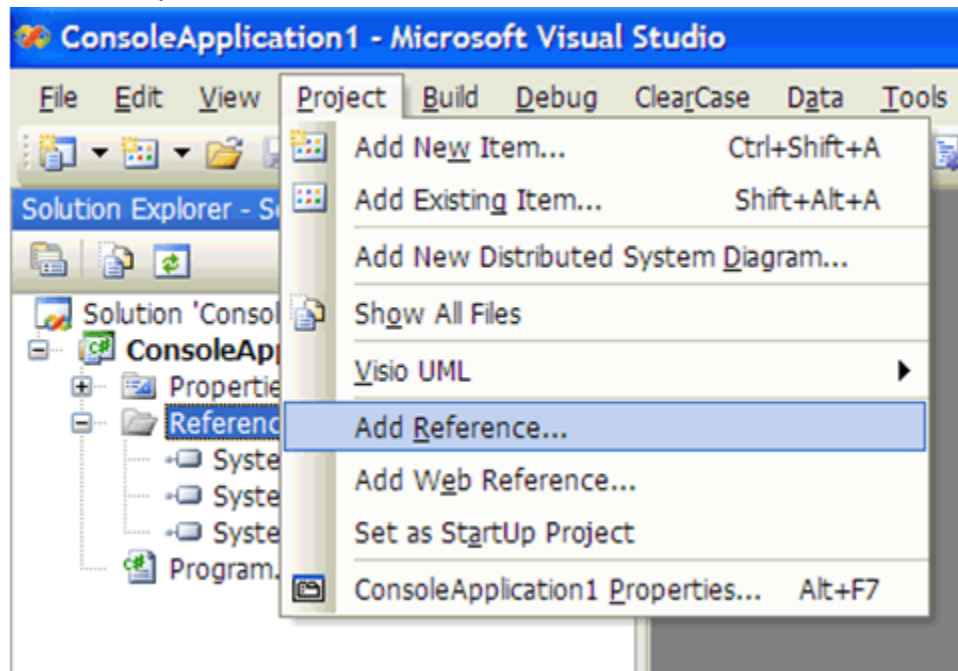 ConsoleApplication1 - Microsoft Visual Studio
File Edit View Project Build Debug ClearCase Data Tools
Add New Item... Ctrl+Shift+A
Solution Explorer - S
Add Existing Item... Shift+Alt+A
Add New Distributed System Diagram...
Solution 'Consol
Show All Files
ConsoleAp
Visio UML
Propertie
Referenc
Add Reference...
Syste
Add Web Reference...
Syste
Syste
Set as StartUp Project
Program.
ConsoleApplication1 Properties... Alt+F7